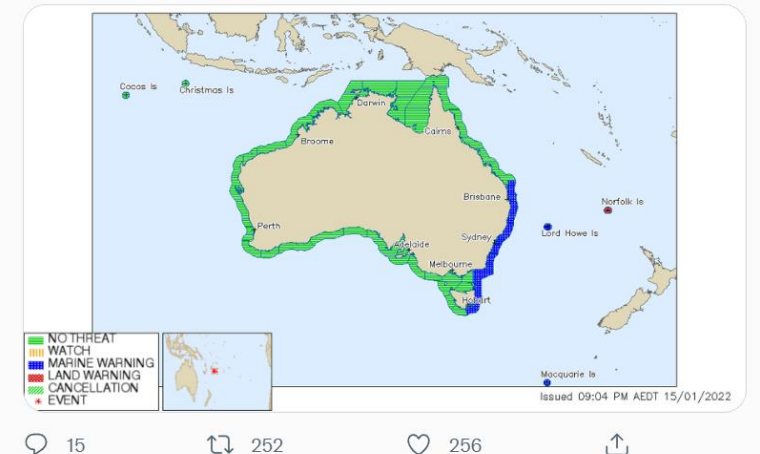 Cocos Is
Christmas Is
Darwin
Cairns
Broome
Brisbane
Norfolk Is
Lord Howe Is
Perth
Adelaide
Sydney
Melbourne
Hobart
NO THREAT
WATCH
MARINE WARNING
LAND WARNING
CANCELLATION
EVENT
Macquarie Is
Issued 09:04 PM AEDT 15/01/2022
15
252
256